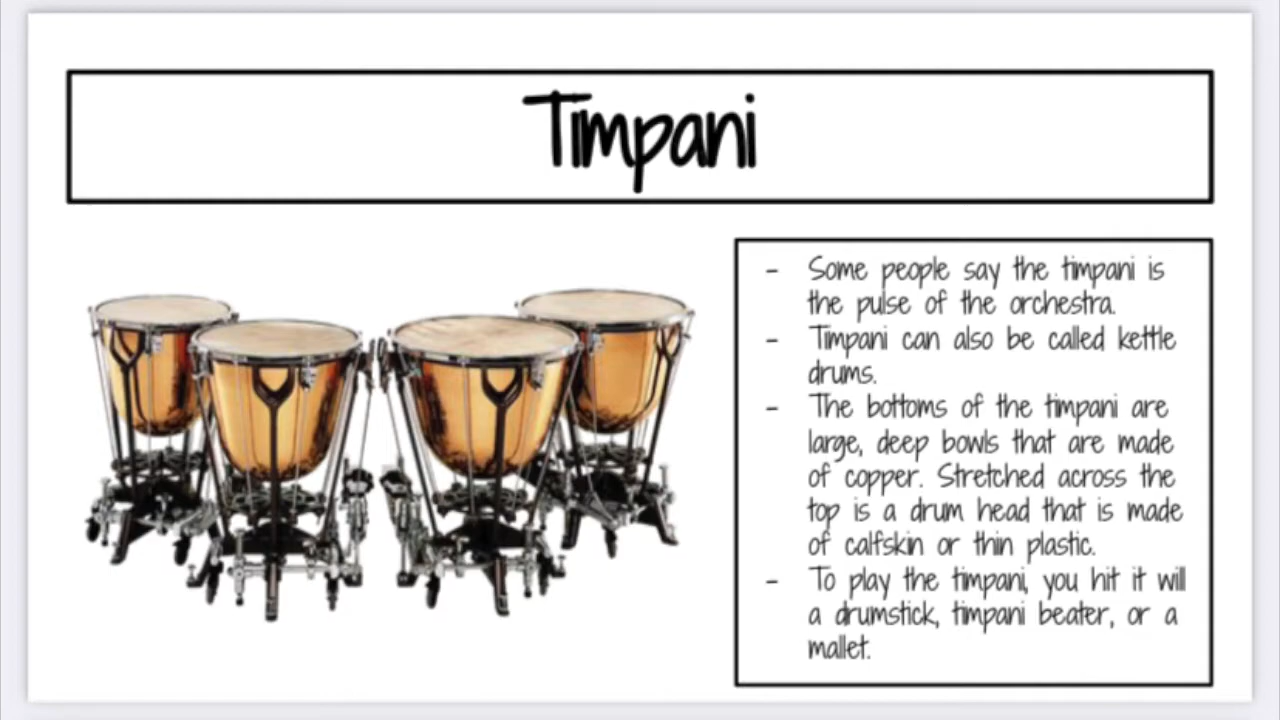 Timpani
- Some people say the timpani is
the pulse of the orchestra.
- Timpani can also be called kettle
drums.
- The bottoms of the timpani are
large, deep bowls that are made
of copper. Stretched across the
top is a drum head that is made
of calfskin or thin plastic.
- To play the timpani, you hit it will
a drumstick, timpani beater, or a
mallet.